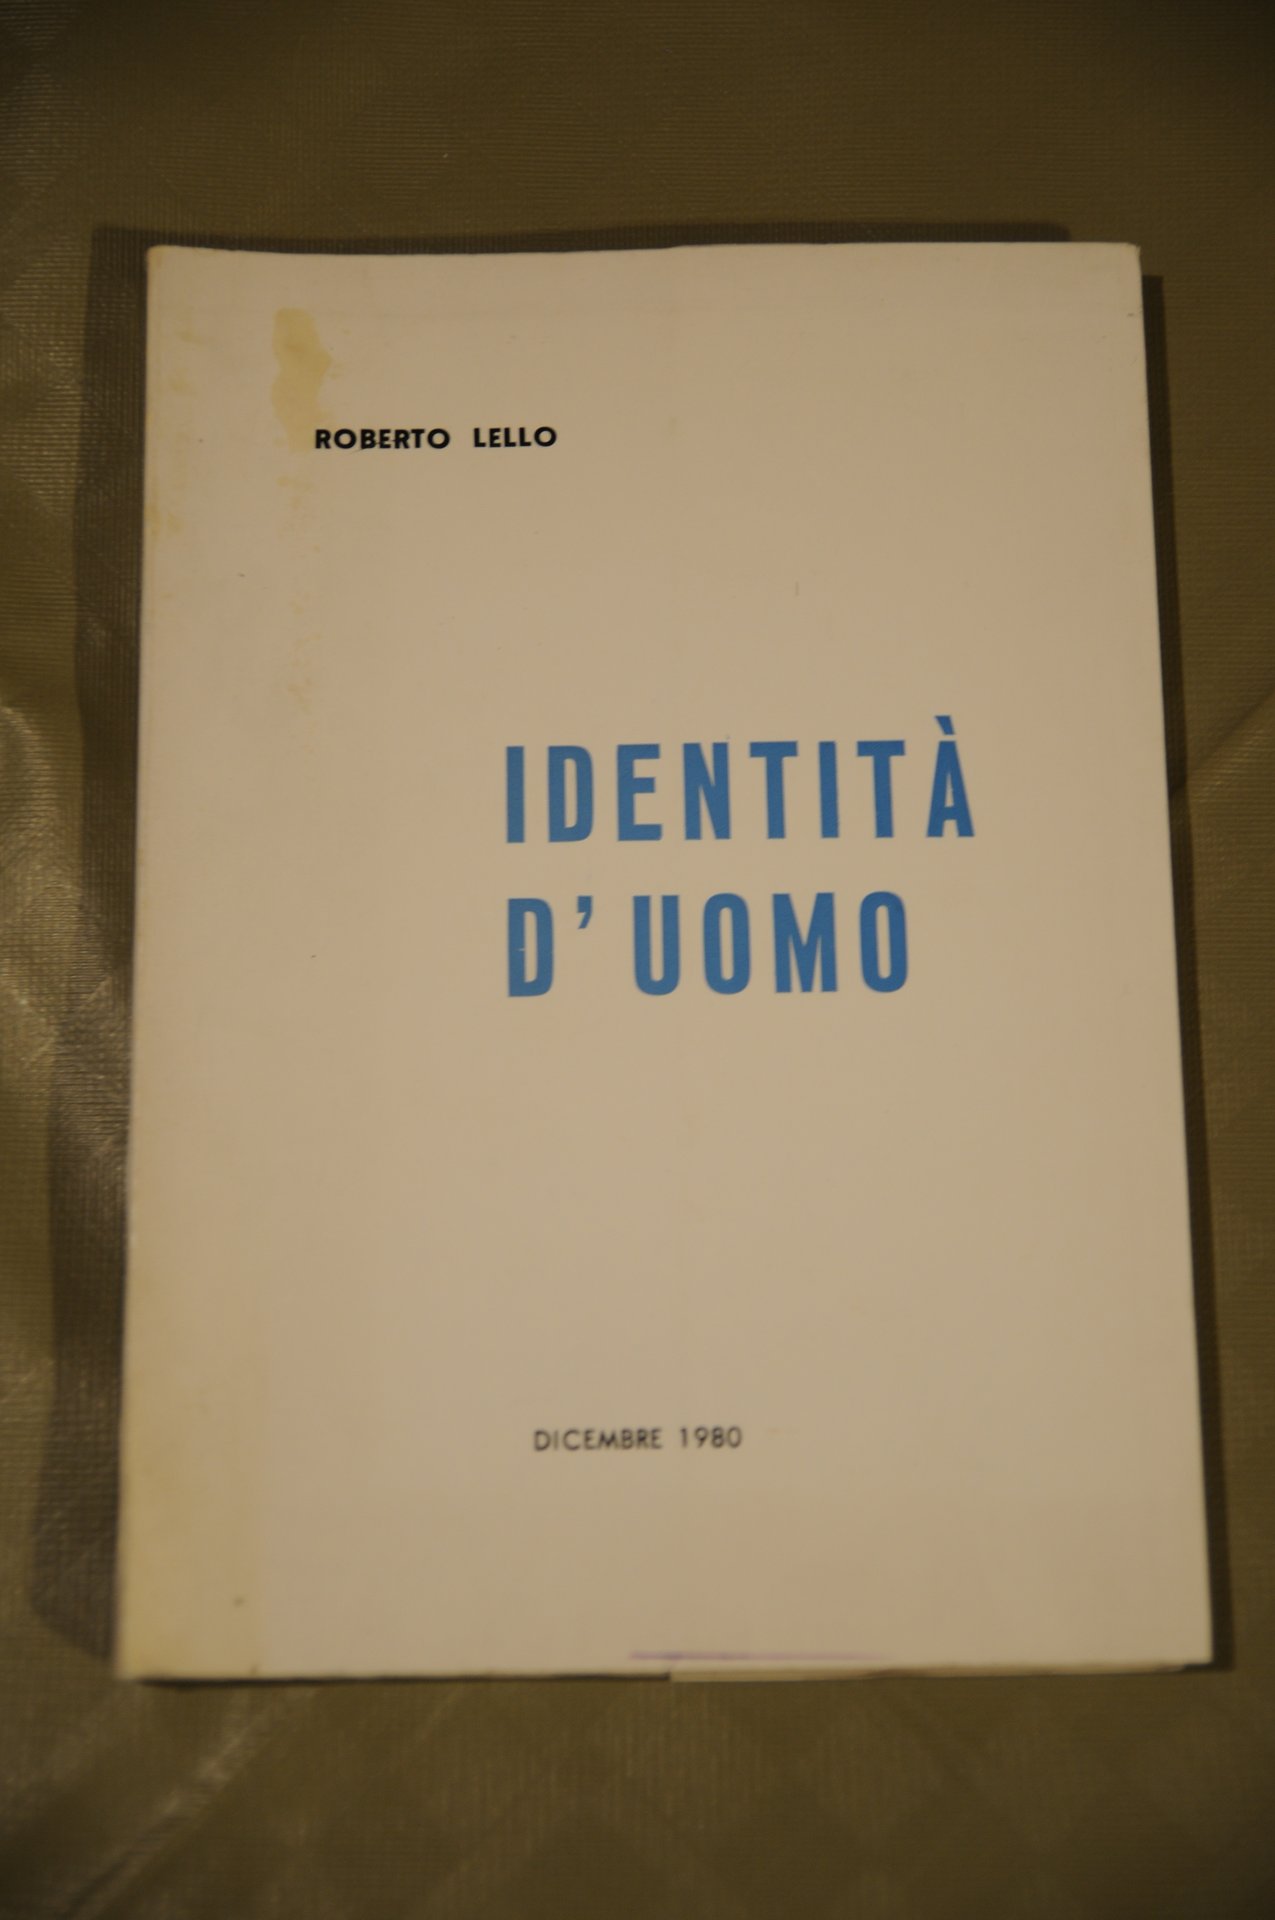 ROBERTO LELLO
IDENTITÀ
D'UOMO
DICEMBRE 1980